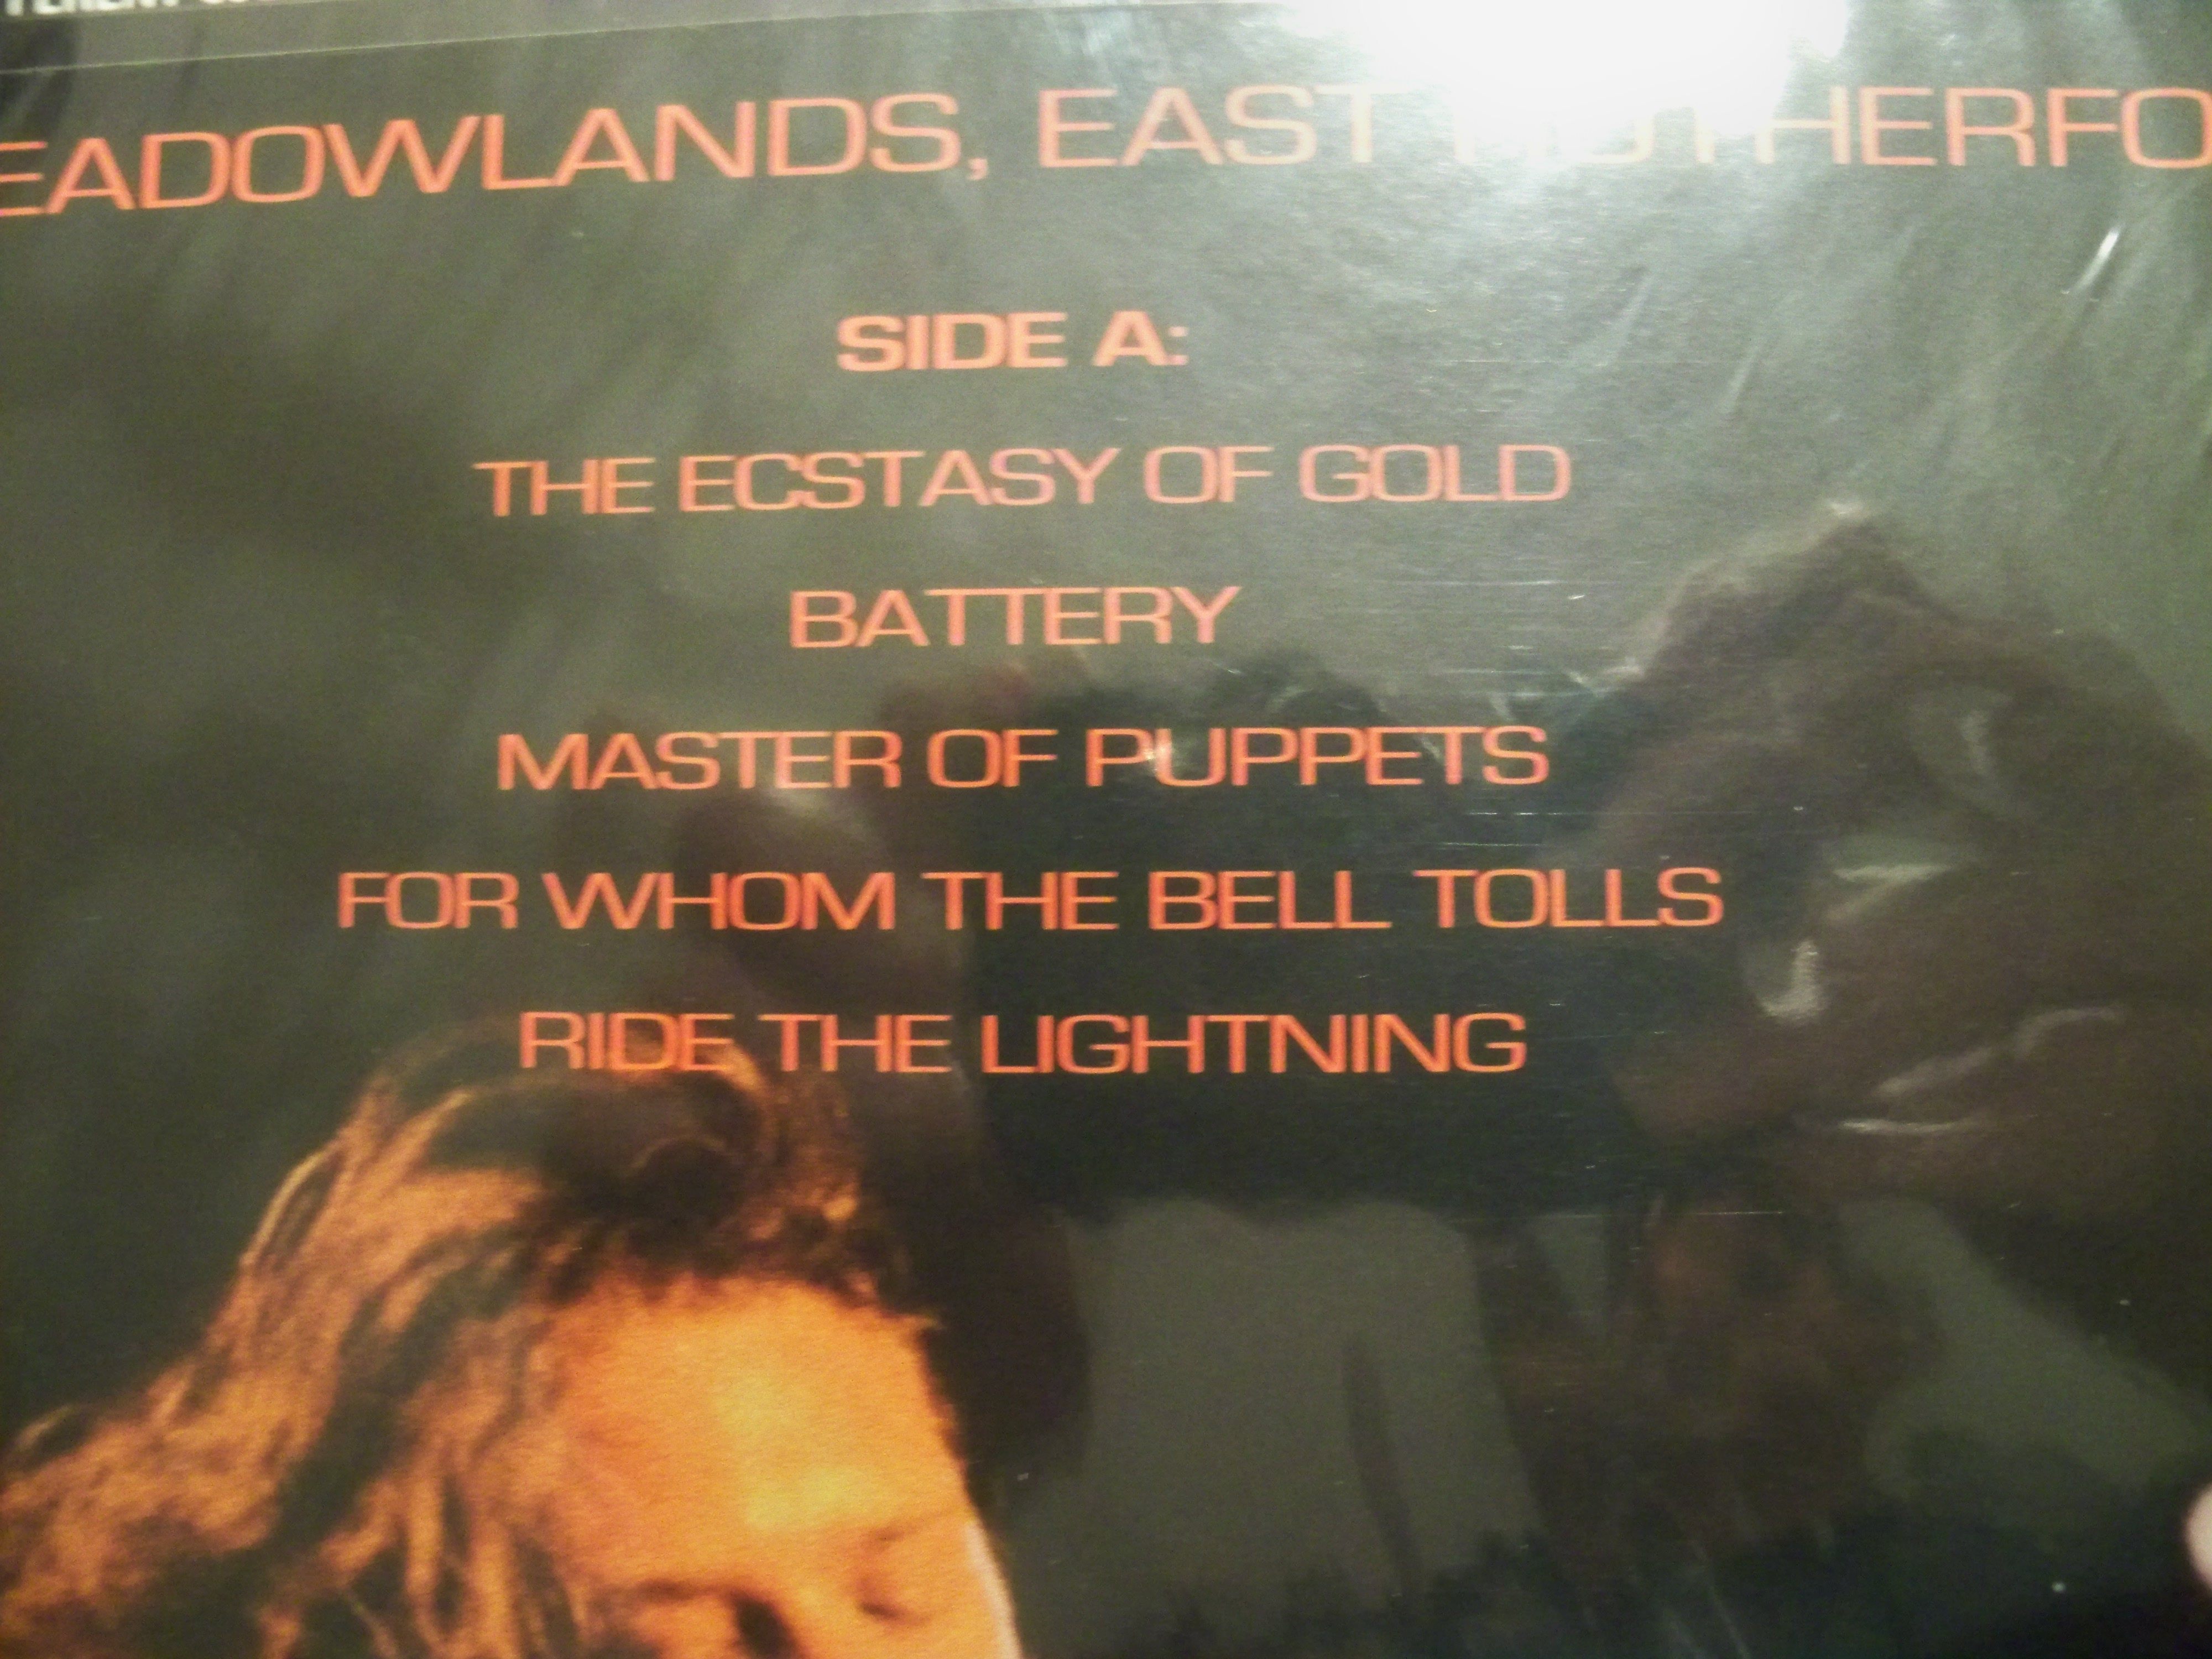 EADOWLANDS, EAST RUTHERFO
SIDE A:
THE ECSTASY OF GOLD
BATTERY
MASTER OF PUPPETS
FOR WHOM THE BELL TOLLS
RIDE THE LIGHTNING